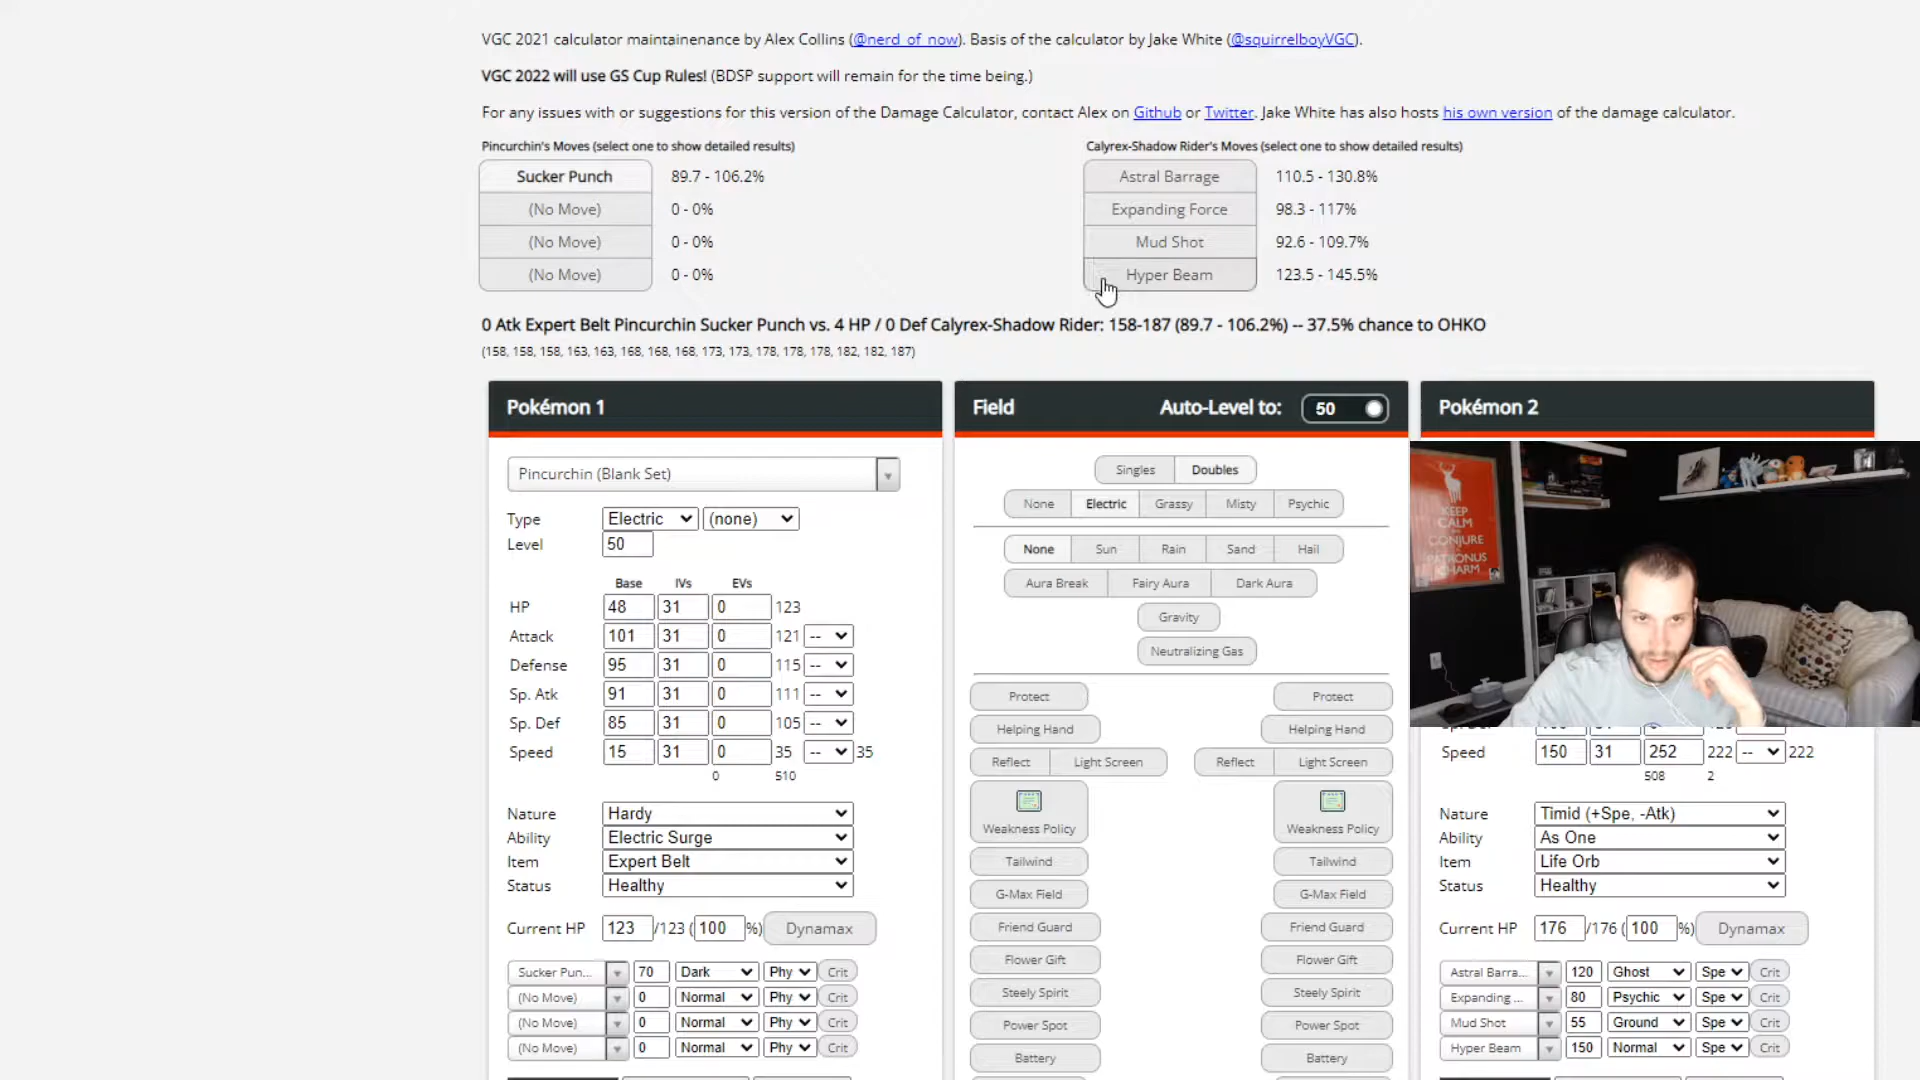 VGC 2021 calculator maintainenance by Alex Collins (@nerd_of_now). Basis of the calculator by Jake White (@squirrelboyVGC).
VGC 2022 will use GS Cup Rules! (BDSP support will remain for the time being.)
For any issues with or suggestions for this version of the Damage Calculator, contact Alex on Github or Twitter. Jake White has also hosts his own version of the damage calculator.
Pincurchin's Moves (select one to show detailed results)
Sucker Punch 89.7 - 106.2%
(No Move) 0 - 0%
(No Move) 0 - 0%
(No Move) 0 - 0%
Calyrex-Shadow Rider's Moves (select one to show detailed results)
Astral Barrage 110.5 - 130.8%
Expanding Force 98.3 - 117%
Mud Shot 92.6 - 109.7%
Hyper Beam 123.5 - 145.5%
0 Atk Expert Belt Pincurchin Sucker Punch vs. 4 HP / 0 Def Calyrex-Shadow Rider: 158-187 (89.7 - 106.2%) -- 37.5% chance to OHKO
(158, 158, 158, 163, 163, 168, 168, 168, 173, 173, 178, 178, 178, 182, 182, 187)
Pokémon 1
Pincurchin (Blank Set)
Type Electric (none)
Level 50
Base IVs EVs
HP 48 31 0 123
Attack 101 31 0 121 --
Defense 95 31 0 115 --
Sp. Atk 91 31 0 111 --
Sp. Def 85 31 0 105 --
Speed 15 31 0 35 -- 35
0 510
Nature Hardy
Ability Electric Surge
Item Expert Belt
Status Healthy
Current HP 123 /123 ( 100 %) Dynamax
Sucker Pun... 70 Dark Phy Crit
(No Move) 0 Normal Phy Crit
(No Move) 0 Normal Phy Crit
(No Move) 0 Normal Phy Crit
Field Auto-Level to: 50
Singles Doubles
None Electric Grassy Misty Psychic
None Sun Rain Sand Hail
Aura Break Fairy Aura Dark Aura
Gravity
Neutralizing Gas
Protect Protect
Helping Hand Helping Hand
Reflect Light Screen Reflect Light Screen
Weakness Policy Weakness Policy
Tailwind Tailwind
G-Max Field G-Max Field
Friend Guard Friend Guard
Flower Gift Flower Gift
Steely Spirit Steely Spirit
Power Spot Power Spot
Battery Battery
Pokémon 2
KEEP
CALM
CONJURE
PATRONUS
CHARM
Speed 150 31 252 222 -- 222
508 2
Nature Timid (+Spe, -Atk)
Ability As One
Item Life Orb
Status Healthy
Current HP 176 /176 ( 100 %) Dynamax
Astral Barra... 120 Ghost Spe Crit
Expanding ... 80 Psychic Spe Crit
Mud Shot 55 Ground Spe Crit
Hyper Beam 150 Normal Spe Crit